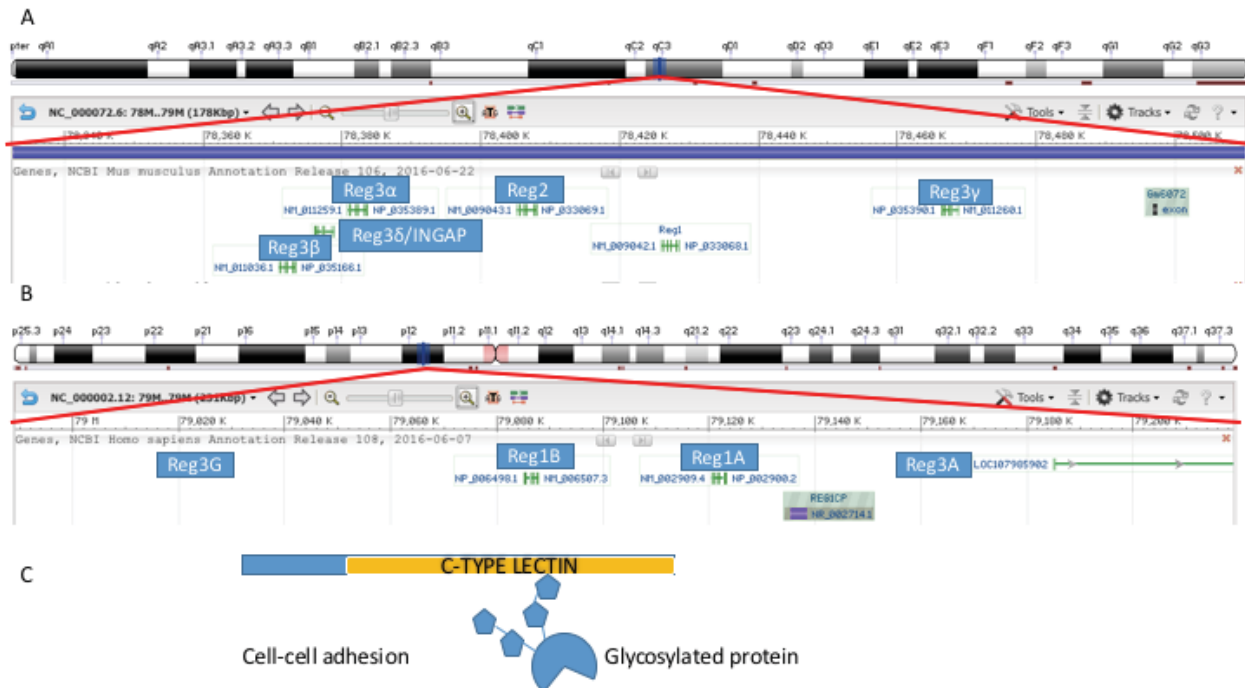 A
pter qA1 qA2 qA3.1 qA3.2 qA3.3 qB1 qB2.1 qB2.3 qB3 qC1 qC2 qC3 qD1 qD2 qD3 qE1 qE2 qE3 qF1 qF2 qF3 qG1 qG2 qG3
NC_000072.6: 78M..79M (178Kbp) Tools Tracks ?
78,340 K 78,360 K 78,380 K 78,400 K 78,420 K 78,440 K 78,460 K 78,480 K 78,500 K
Genes, NCBI Mus musculus Annotation Release 106, 2016-06-22
Reg3α Reg2 Reg3γ Gm6072
NM_011259.1 NP_035389.1 NM_009043.1 NP_033069.1 NP_035390.1 NM_011260.1 exon
Reg3δ/INGAP Reg1
Reg3β NM_009042.1 NP_033068.1
NM_011036.1 NP_035166.1
B
p25.3 p24 p23 p22 p21 p16 p15 p14 p13 p12 p11.2 p11.1 q11.2 q12 q13 q14.1 q14.3 q21.2 q22 q23 q24.1 q24.3 q31 q32.1 q32.2 q33 q34 q35 q36 q37.1 q37.3
NC_000002.12: 79M..79M (231Kbp) Tools Tracks ?
79 M 79,020 K 79,040 K 79,060 K 79,080 K 79,100 K 79,120 K 79,140 K 79,160 K 79,180 K 79,200 K
Genes, NCBI Homo sapiens Annotation Release 108, 2016-06-07
Reg3G Reg1B Reg1A Reg3A LOC107985902
NP_006498.1 NM_006507.3 NM_002909.4 NP_002900.2
REG1CP
NR_002714.1
C
C-TYPE LECTIN
Cell-cell adhesion Glycosylated protein